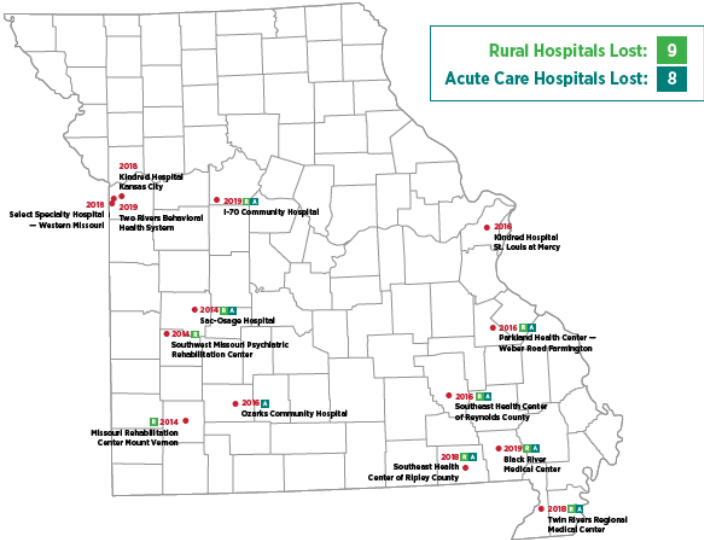 Rural Hospitals Lost: 9
Acute Care Hospitals Lost: 8
2018
Kindred Hospital
Kansas City
2018
Select Specialty Hospital
— Western Missouri
2019
Two Rivers Behavioral
Health System
2019 R A
I-70 Community Hospital
2016
Kindred Hospital
St. Louis at Mercy
2014 R A
Sac-Osage Hospital
2014 R
Southwest Missouri Psychiatric
Rehabilitation Center
2016 R A
Parkland Health Center —
Weber Road Farmington
2016 A
Ozarks Community Hospital
2016 R A
Southeast Health Center
of Reynolds County
R 2014
Missouri Rehabilitation
Center Mount Vernon
2018 R A
Southeast Health
Center of Ripley County
2019 R A
Black River
Medical Center
2018 R A
Twin Rivers Regional
Medical Center